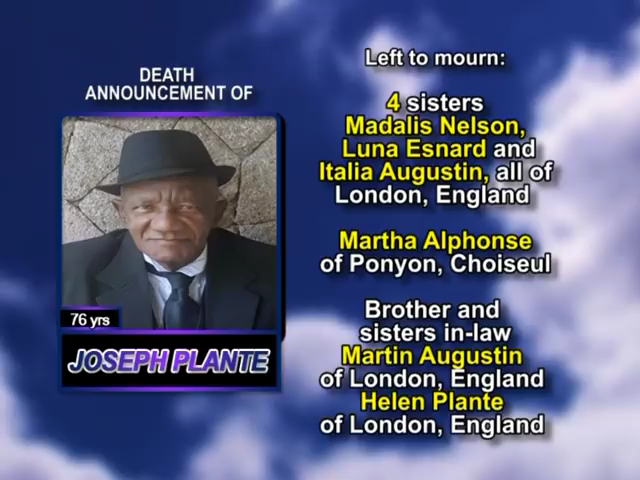 DEATH
ANNOUNCEMENT OF
76 yrs
JOSEPH PLANTE
Left to mourn:
4 sisters
Madalis Nelson,
Luna Esnard and
Italia Augustin, all of
London, England
Martha Alphonse
of Ponyon, Choiseul
Brother and
sisters in-law
Martin Augustin
of London, England
Helen Plante
of London, England